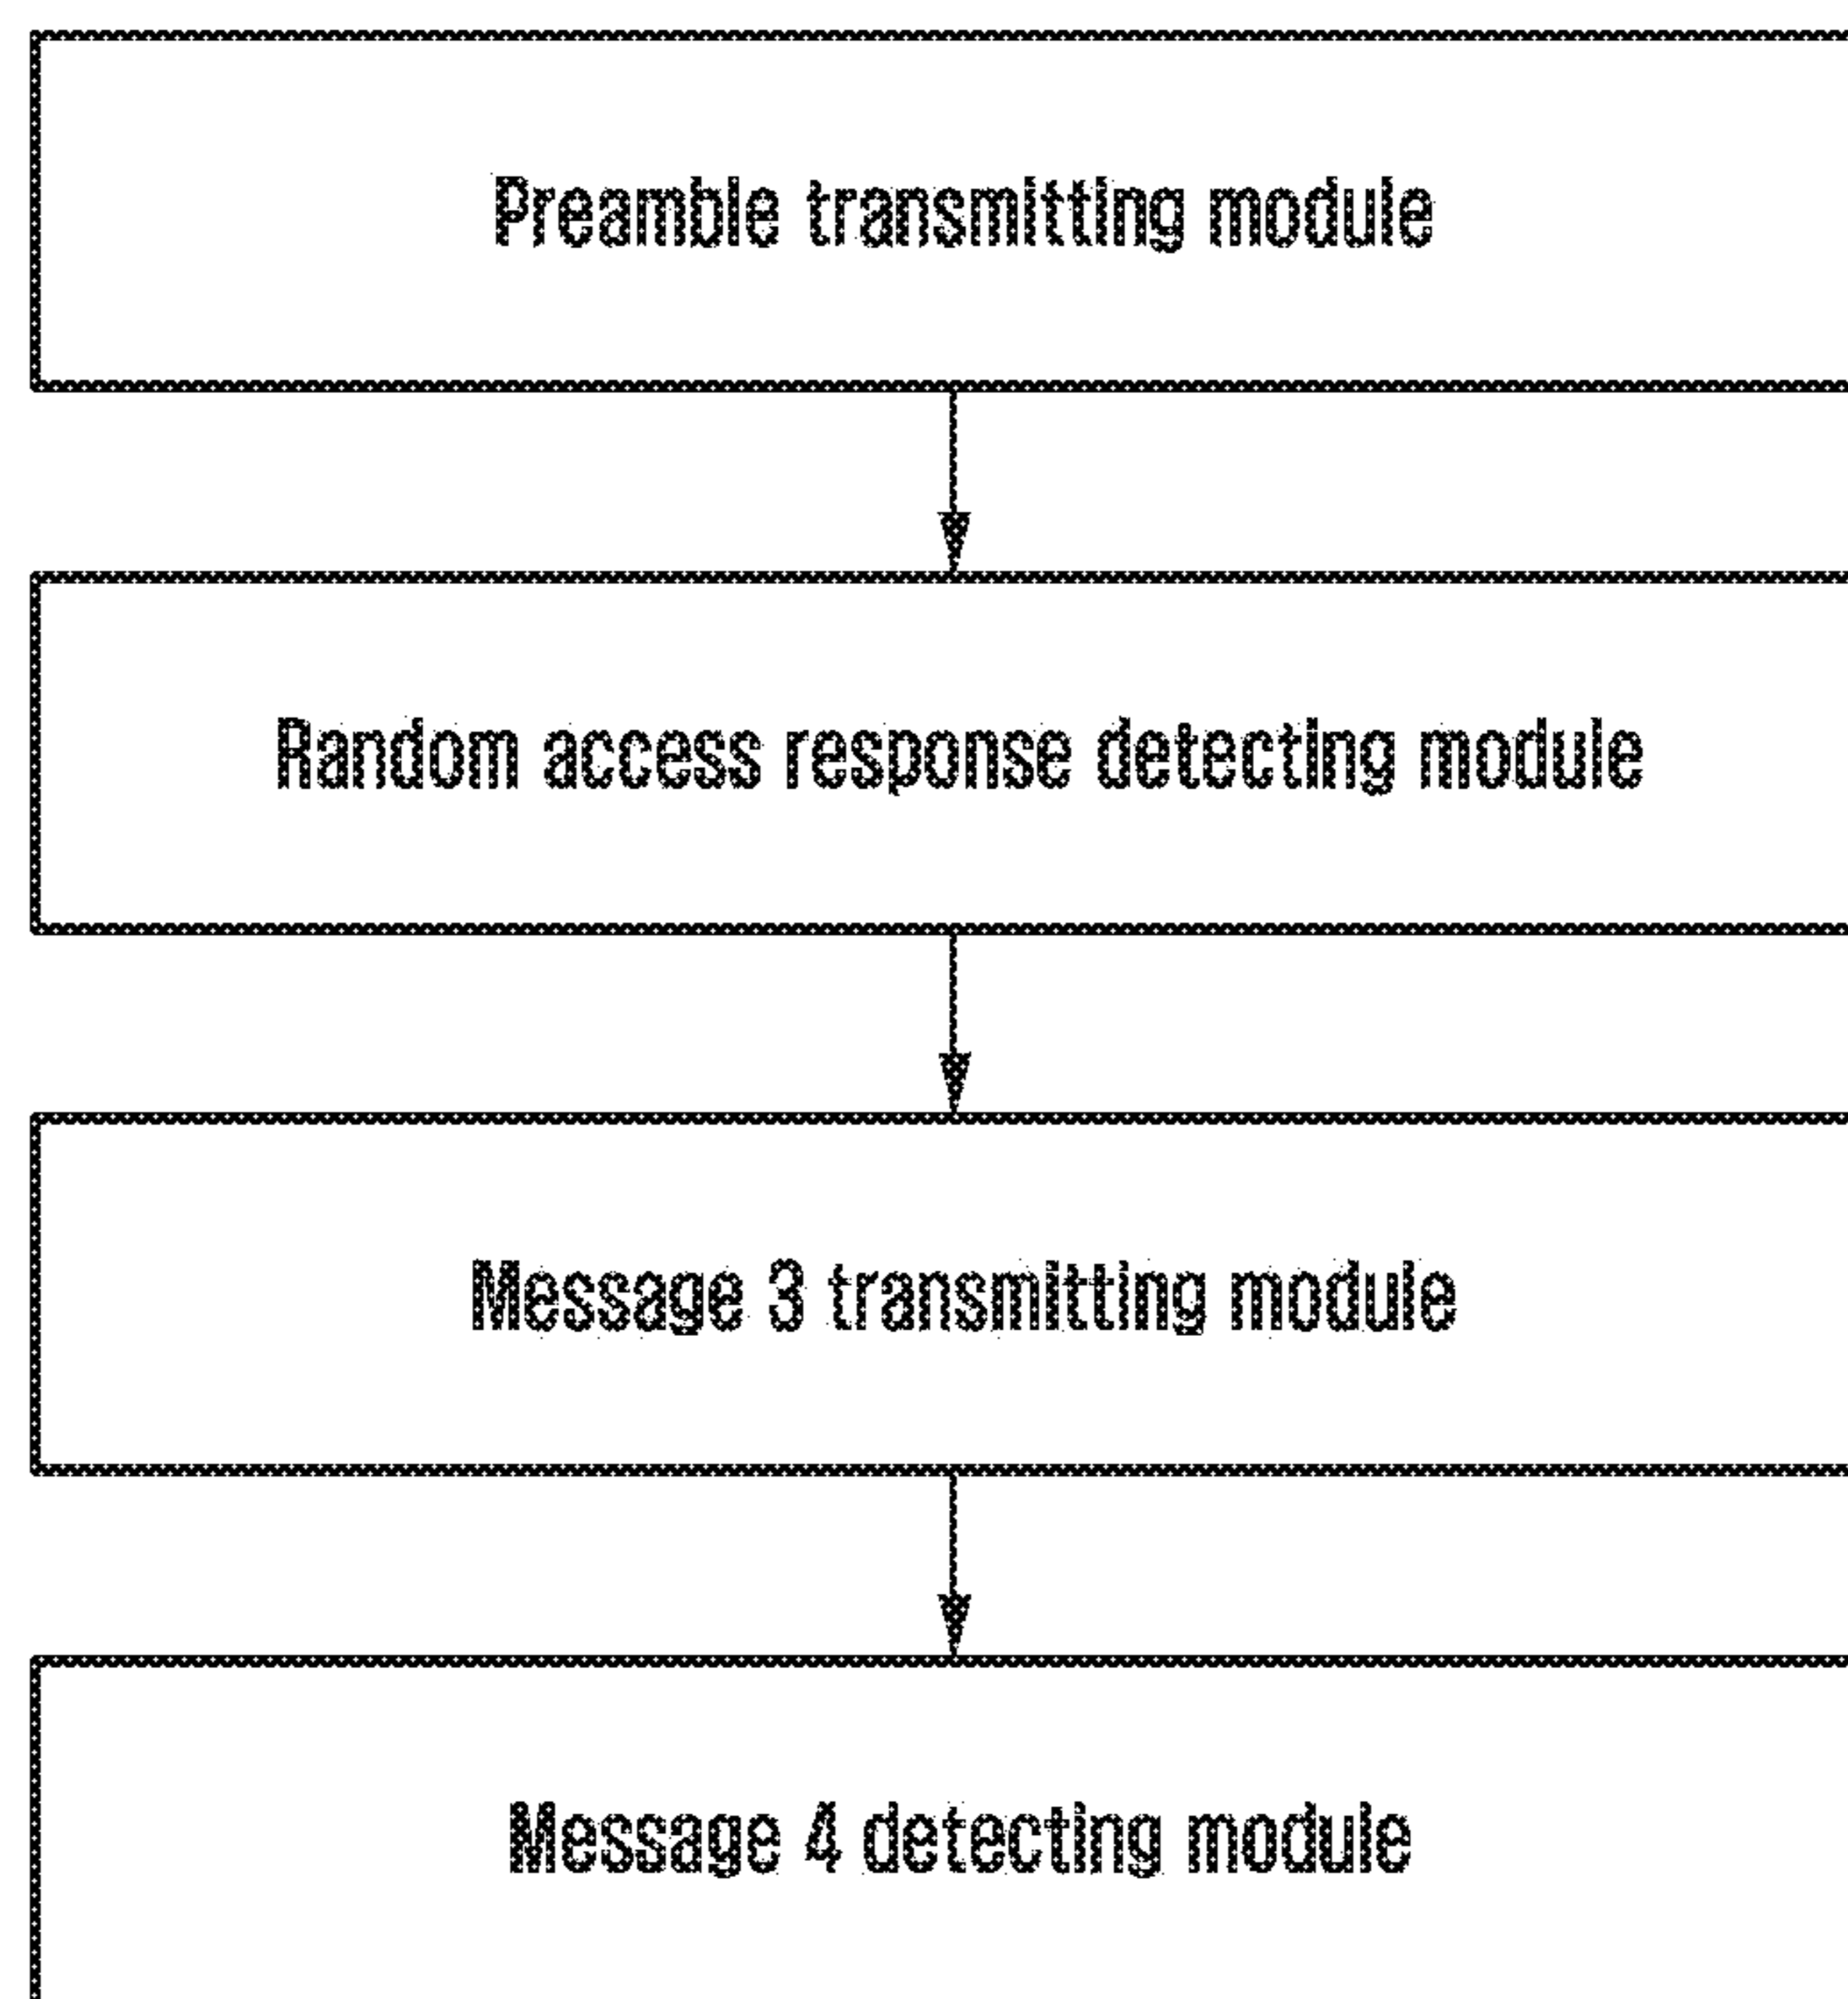 Preamble transmitting module
Random access response detecting module
Message 3 transmitting module
Message 4 detecting module